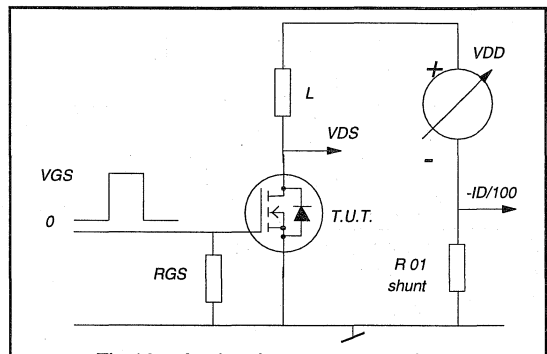 VDD
+
L
VDS
-
VGS
-ID/100
0
T.U.T.
RGS
R 01
shunt